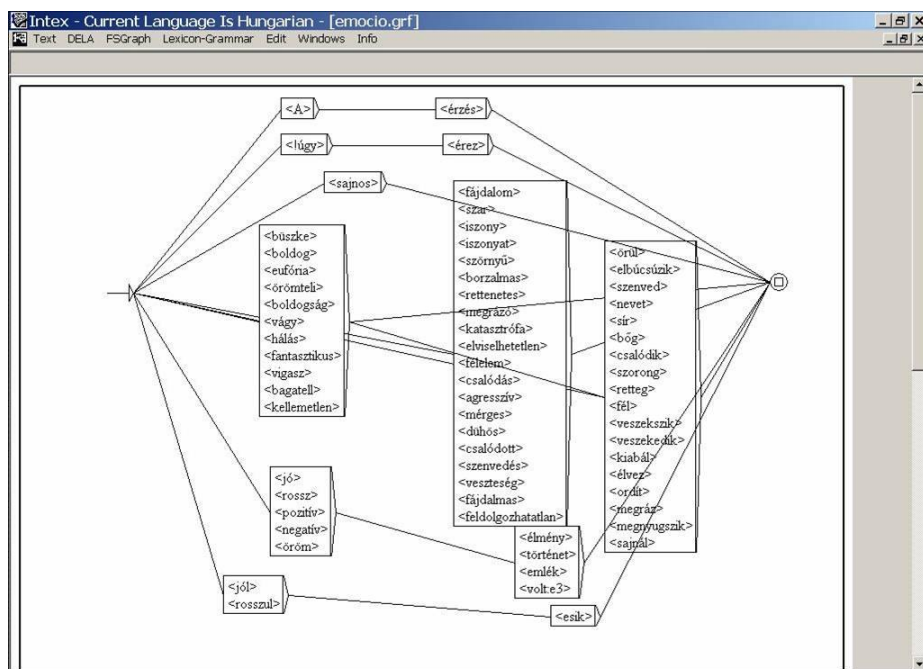 Intex - Current Language Is Hungarian - [emocio.grf]
Text DELA FSGraph Lexicon-Grammar Edit Windows Info
<A>
<érzés>
<!úgy>
<érez>
<sajnos>
<büszke>
<boldog>
<eufória>
<örömteli>
<boldogság>
<vágy>
<hálás>
<fantasztikus>
<vigasz>
<bagatell>
<kellemetlen>
<fájdalom>
<szar>
<iszony>
<iszonyat>
<szörnyű>
<borzalmas>
<rettenetes>
<megrázó>
<katasztrófa>
<elviselhetetlen>
<félelem>
<csalódás>
<agresszív>
<mérges>
<dühös>
<csalódott>
<szenvedés>
<veszteség>
<fájdalmas>
<feldolgozhatatlan>
<örül>
<elbúcsúzik>
<szenved>
<nevet>
<sír>
<bőg>
<csalódik>
<szorong>
<retteg>
<fél>
<veszekszik>
<veszekedik>
<kiabál>
<élvez>
<ordít>
<megráz>
<megnyugszik>
<sajnál>
<jó>
<rossz>
<pozitív>
<negatív>
<öröm>
<élmény>
<történet>
<emlék>
<volt:e3>
<jól>
<rosszul>
<esik>